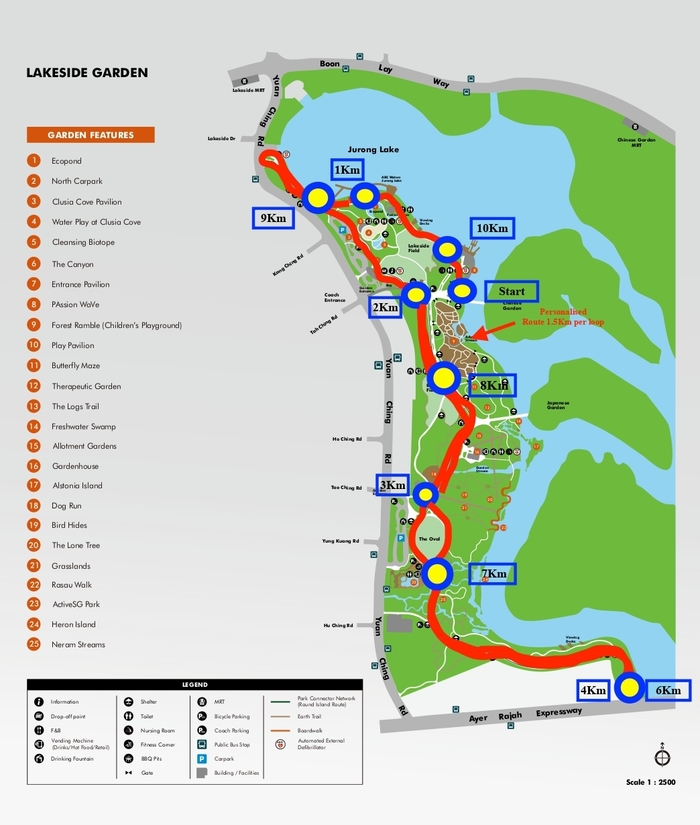 LAKESIDE GARDEN
GARDEN FEATURES
1 Ecopond
2 North Carpark
3 Clusia Cove Pavilion
4 Water Play at Clusia Cove
5 Cleansing Biotope
6 The Canyon
7 Entrance Pavilion
8 PAssion WaVe
9 Forest Ramble (Children's Playground)
10 Play Pavilion
11 Butterfly Maze
12 Therapeutic Garden
13 The Logs Trail
14 Freshwater Swamp
15 Allotment Gardens
16 Gardenhouse
17 Alstonia Island
18 Dog Run
19 Bird Hides
20 The Lone Tree
21 Grasslands
22 Rasau Walk
23 ActiveSG Park
24 Heron Island
25 Neram Streams
Boon Lay Way
Lakeside MRT
Yuan Ching Rd
Lakeside Dr
Chinese Garden MRT
Jurong Lake
1Km
9Km
10Km
Lakeside Field
Kang Ching Rd
Coach Entrance
Tah Ching Rd
2Km
Start
Garden
Personalised
Route 1.5Km per loop
8Km
Yuan Ching Rd
Japanese Garden
Ho Ching Rd
3Km
Tao Ching Rd
The Oval
Yung Kuang Rd
7Km
Hu Ching Rd
Yuan Ching Rd
Viewing Decks
4Km
6Km
Ayer Rajah Expressway
LEGEND
Information
Drop-off point
F&B
Vending Machine
(Drinks/Hot Food/Retail)
Drinking Fountain
Shelter
Toilet
Nursing Room
Fitness Corner
BBQ Pits
Gate
MRT
Bicycle Parking
Coach Parking
Public Bus Stop
P Carpark
Building / Facilities
Park Connector Network
(Round Island Route)
Earth Trail
Boardwalk
Automated External
Defibrillator
Scale 1 : 2500